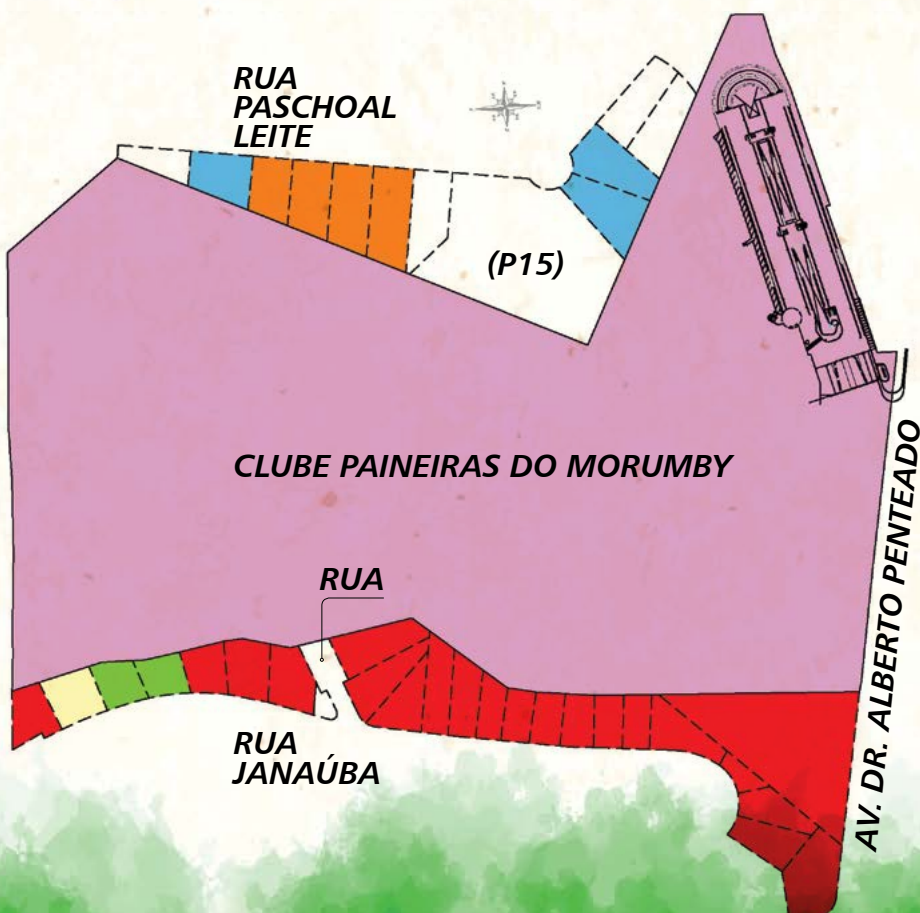 RUA
PASCHOAL
LEITE
(P15)
CLUBE PAINEIRAS DO MORUMBY
RUA
RUA
JANAÚBA
AV. DR. ALBERTO PENTEADO